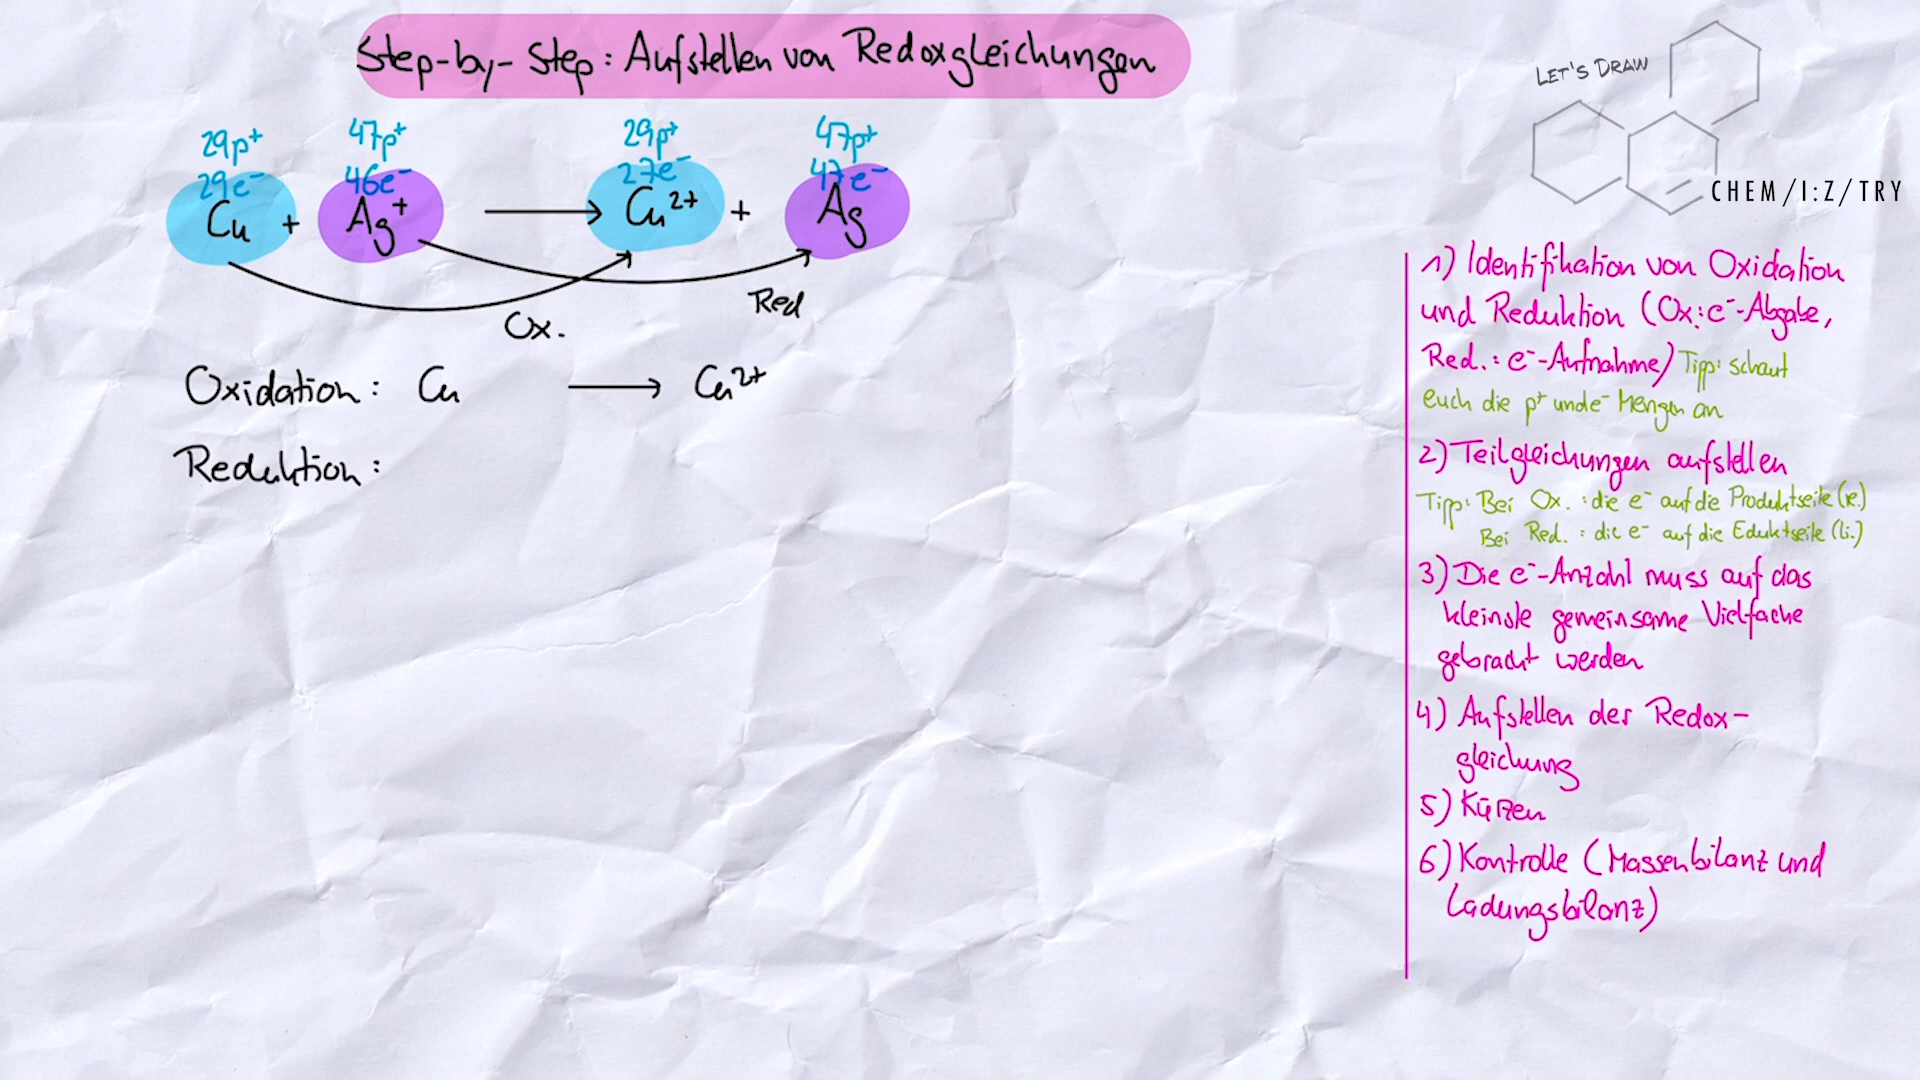 Step-by-Step: Aufstellen von Redoxgleichungen
LET'S DRAW
CHEM/I:Z/TRY
29p⁺ 47p⁺ 29p⁺ 47p⁺
29e⁻ 46e⁻ 27e⁻ 47e⁻
Cu + Ag⁺ → Cu²⁺ + Ag
Red
Ox.
Oxidation: Cu → Cu²⁺
Reduktion:
1) Identifikation von Oxidation
und Reduktion (Ox.: e⁻-Abgabe,
Red.: e⁻-Aufnahme) Tipp: schaut
euch die p⁺ und e⁻ Mengen an
2) Teilgleichungen aufstellen
Tipp: Bei Ox.: die e⁻ auf die Produktseite (re.)
Bei Red.: die e⁻ auf die Eduktseite (li.)
3) Die e⁻-Anzahl muss auf das
kleinste gemeinsame Vielfache
gebracht werden
4) Aufstellen der Redox-
gleichung
5) Kürzen
6) Kontrolle (Massenbilanz und
Ladungsbilanz)